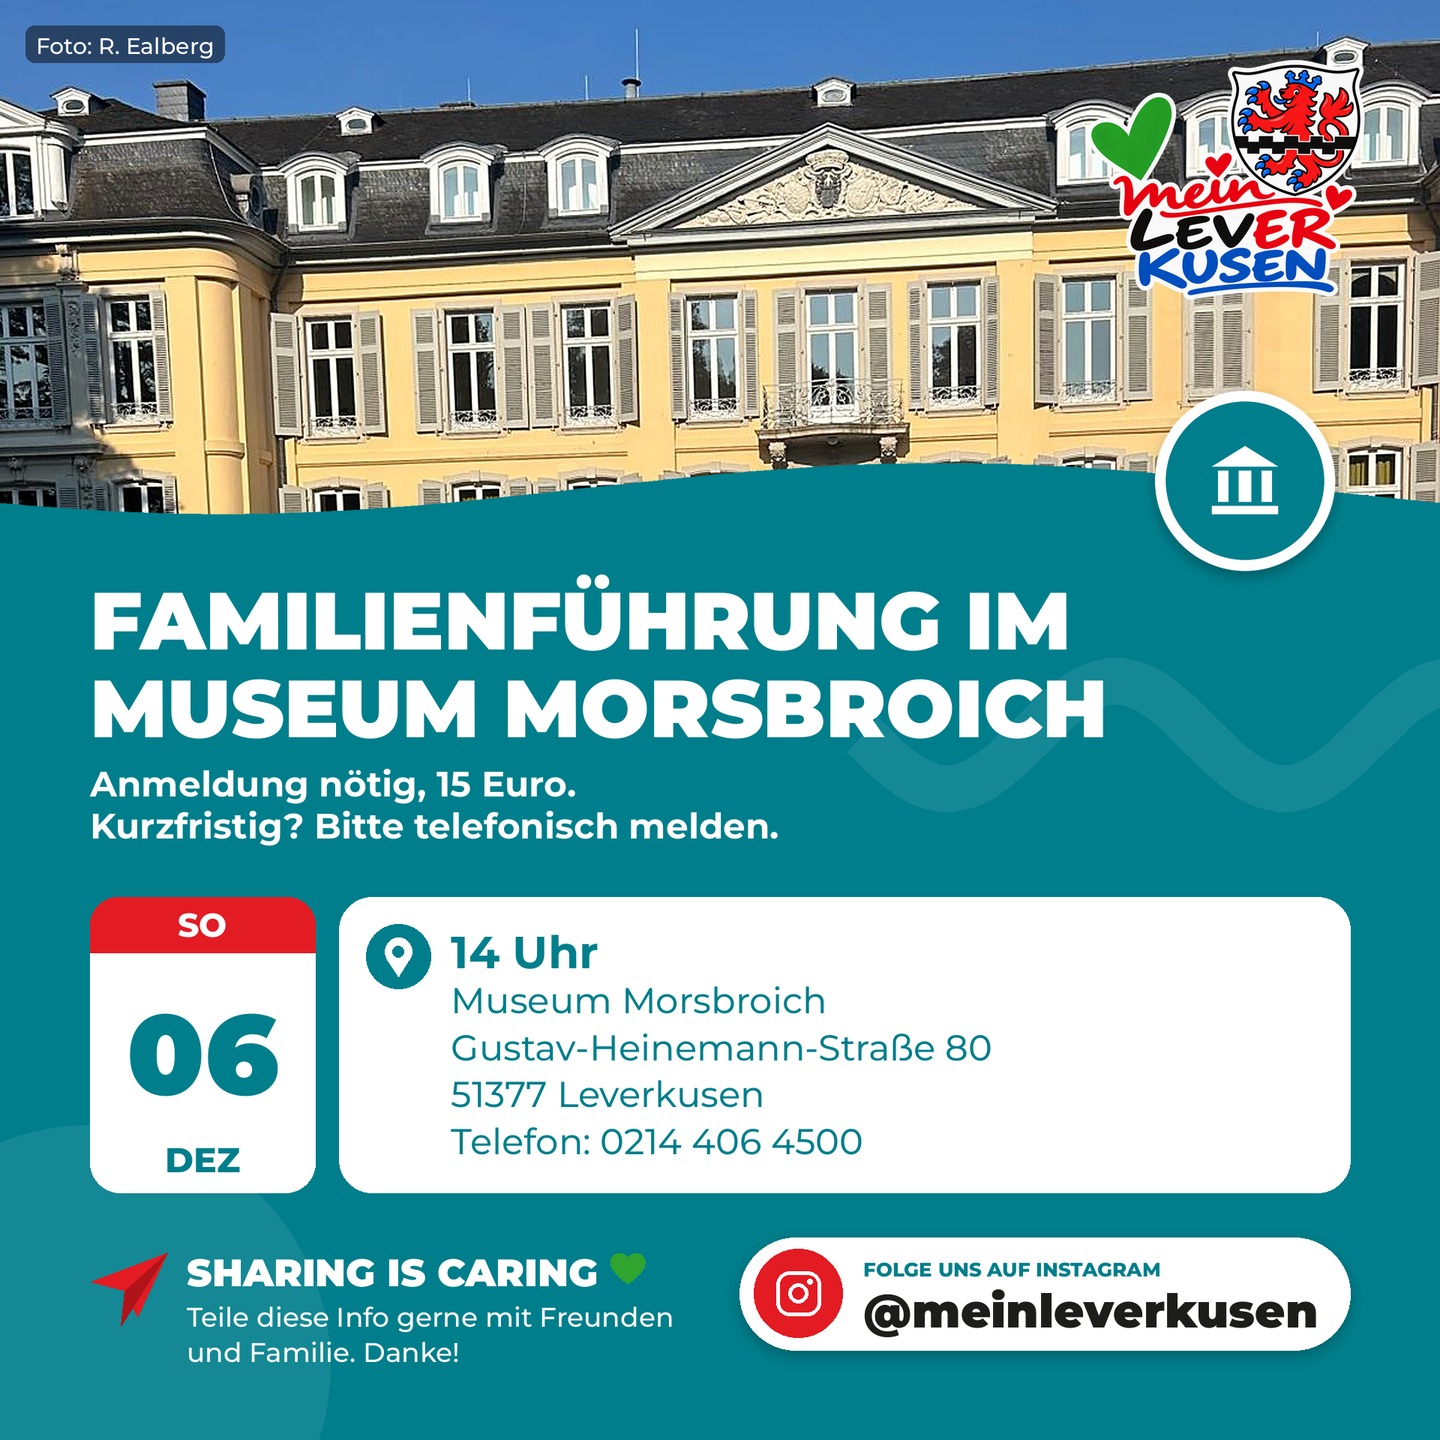 Foto: R. Ealberg
mein
LEVER
KUSEN
FAMILIENFÜHRUNG IM
MUSEUM MORSBROICH
Anmeldung nötig, 15 Euro.
Kurzfristig? Bitte telefonisch melden.
SO
06
DEZ
14 Uhr
Museum Morsbroich
Gustav-Heinemann-Straße 80
51377 Leverkusen
Telefon: 0214 406 4500
SHARING IS CARING
Teile diese Info gerne mit Freunden
und Familie. Danke!
FOLGE UNS AUF INSTAGRAM
@meinleverkusen